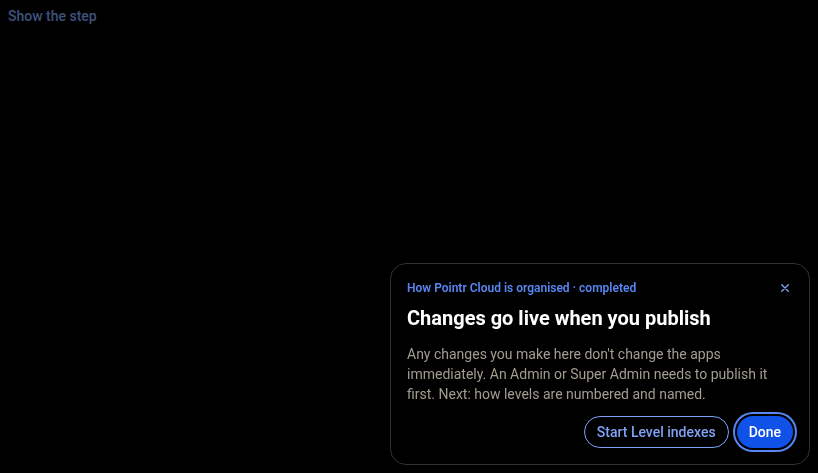 Show the step
How Pointr Cloud is organised · completed
Changes go live when you publish
Any changes you make here don't change the apps
immediately. An Admin or Super Admin needs to publish it
first. Next: how levels are numbered and named.
Start Level indexes
Done